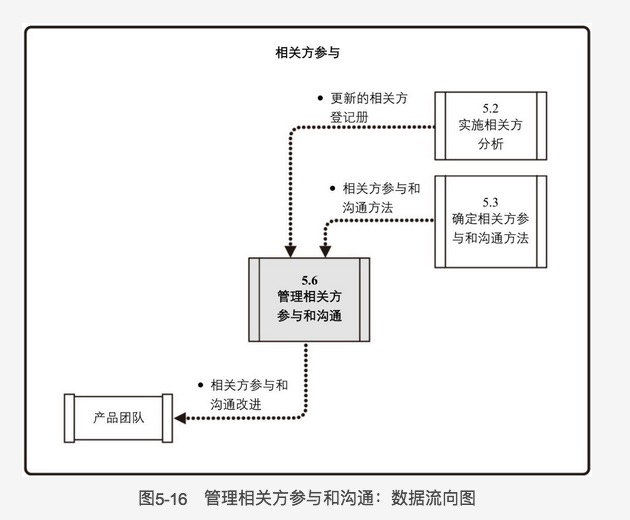 相关方参与
● 更新的相关方
登记册
5.2
实施相关方
分析
● 相关方参与和
沟通方法
5.3
确定相关方参
与和沟通方法
5.6
管理相关方
参与和沟通
● 相关方参与和
沟通改进
产品团队
图5-16 管理相关方参与和沟通：数据流向图